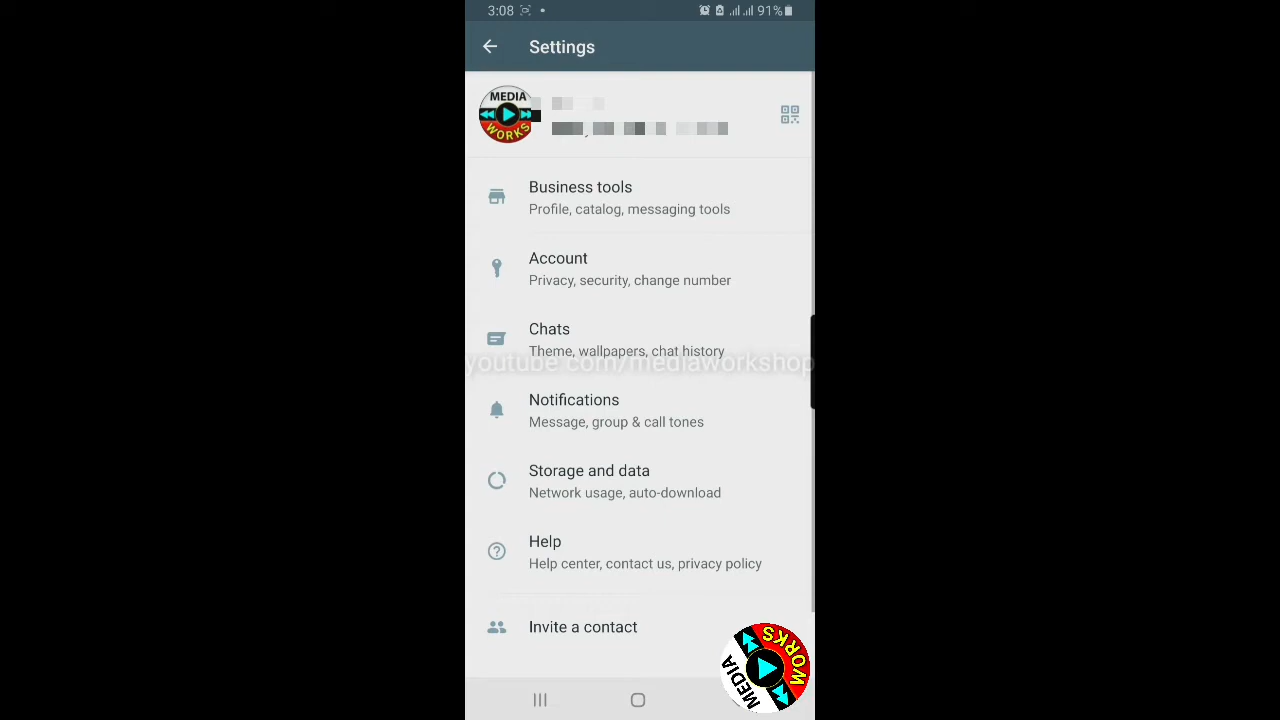 3:08 91%
Settings
MEDIA
WORKS
Business tools
Profile, catalog, messaging tools
Account
Privacy, security, change number
Chats
Theme, wallpapers, chat history
youtube.com/mediaworkshop
Notifications
Message, group & call tones
Storage and data
Network usage, auto-download
Help
Help center, contact us, privacy policy
Invite a contact
MEDIA
WORKS